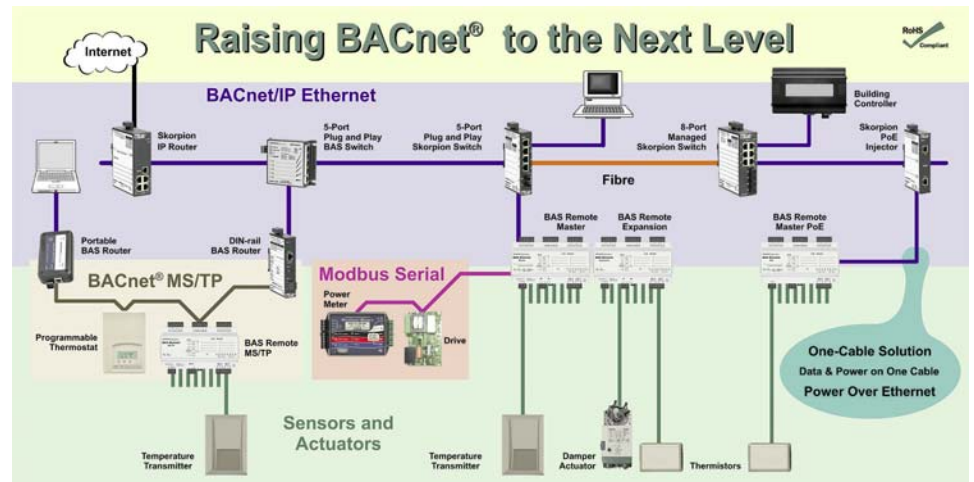 Raising BACnet® to the Next Level
RoHS
Compliant
Internet
BACnet/IP Ethernet
Skorpion
IP Router
5-Port
Plug and Play
BAS Switch
5-Port
Plug and Play
Skorpion Switch
8-Port
Managed
Skorpion Switch
Building
Controller
Skorpion
PoE
Injector
Fibre
Portable
BAS Router
DIN-rail
BAS Router
BAS Remote
Master
BAS Remote
Expansion
BAS Remote
Master PoE
BACnet® MS/TP
Modbus Serial
Power
Meter
Drive
Programmable
Thermostat
BAS Remote
MS/TP
One-Cable Solution
Data & Power on One Cable
Power Over Ethernet
Sensors and
Actuators
Temperature
Transmitter
Temperature
Transmitter
Damper
Actuator
Thermistors